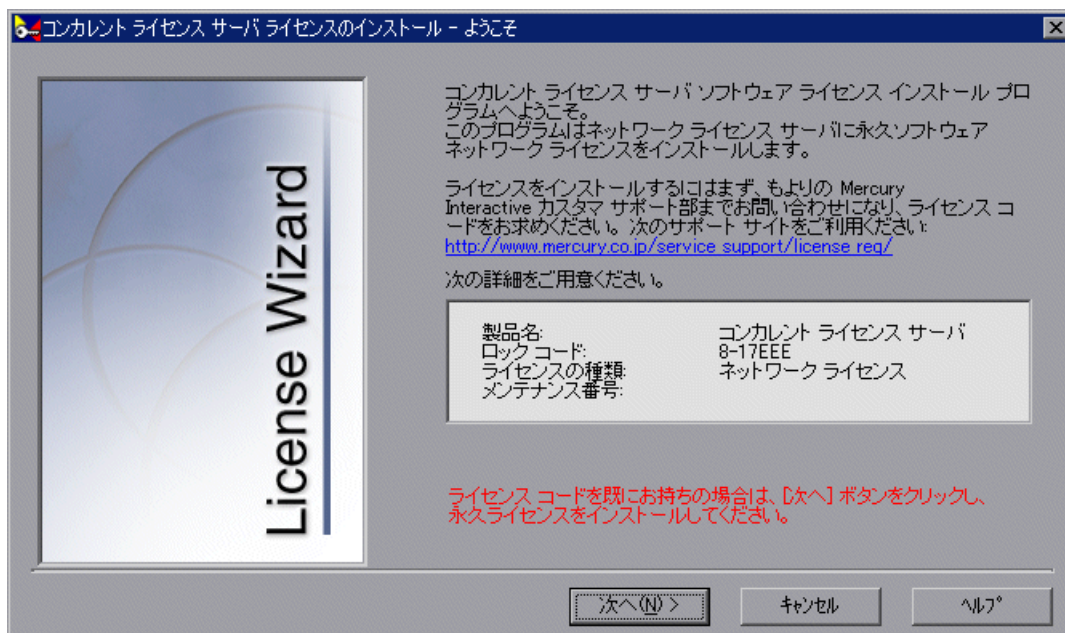 コンカレント ライセンス サーバ ライセンスのインストール - ようこそ
License Wizard
コンカレント ライセンス サーバ ソフトウェア ライセンス インストール プロ
グラムへようこそ。
このプログラムはネットワーク ライセンス サーバに永久ソフトウェア
ネットワーク ライセンスをインストールします。
ライセンスをインストールするにはまず、もよりの Mercury
Interactive カスタマ サポート部までお問い合わせになり、ライセンス コ
ードをお求めください。次のサポート サイトをご利用ください:
http://www.mercury.co.jp/service support/license req/
次の詳細をご用意ください。
製品名: コンカレント ライセンス サーバ
ロック コード: 8-17EEE
ライセンスの種類: ネットワーク ライセンス
メンテナンス番号:
ライセンス コードを既にお持ちの場合は、[次へ] ボタンをクリックし、
永久ライセンスをインストールしてください。
次へ(N) > キャンセル ヘルプ